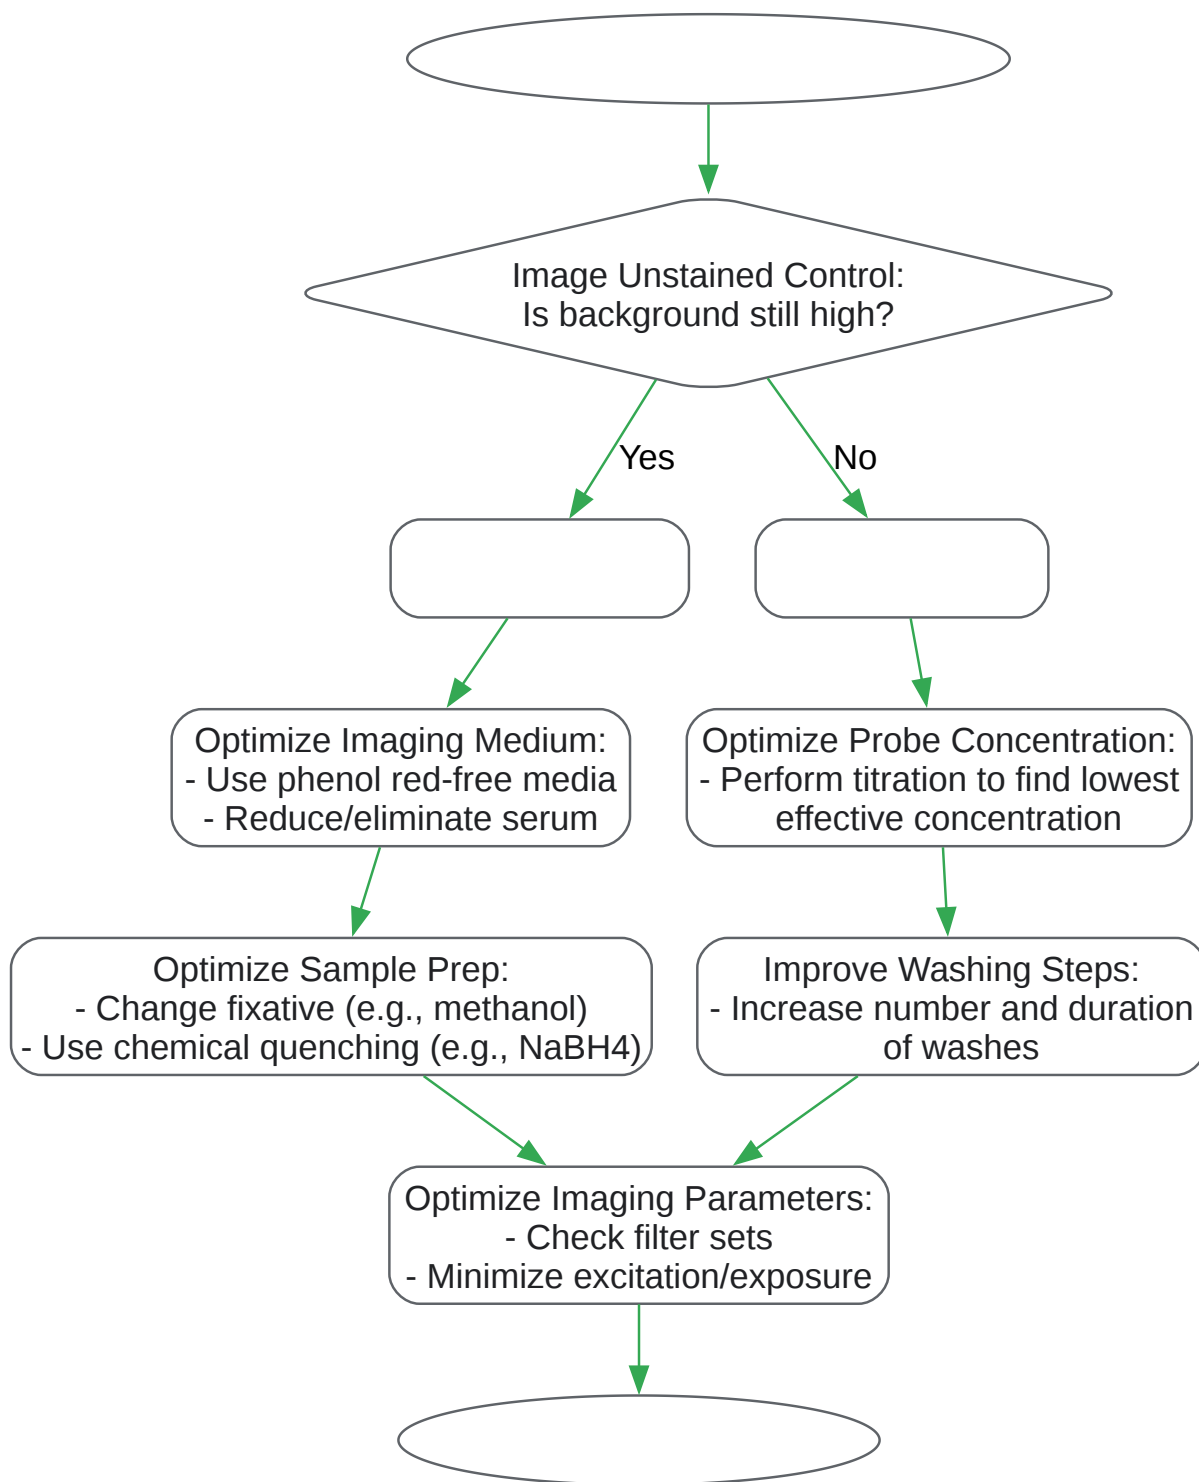 Image Unstained Control:
Is background still high?
Yes
No
Optimize Imaging Medium:
- Use phenol red-free media
- Reduce/eliminate serum
Optimize Probe Concentration:
- Perform titration to find lowest
effective concentration
Optimize Sample Prep:
- Change fixative (e.g., methanol)
- Use chemical quenching (e.g., NaBH4)
Improve Washing Steps:
- Increase number and duration
of washes
Optimize Imaging Parameters:
- Check filter sets
- Minimize excitation/exposure